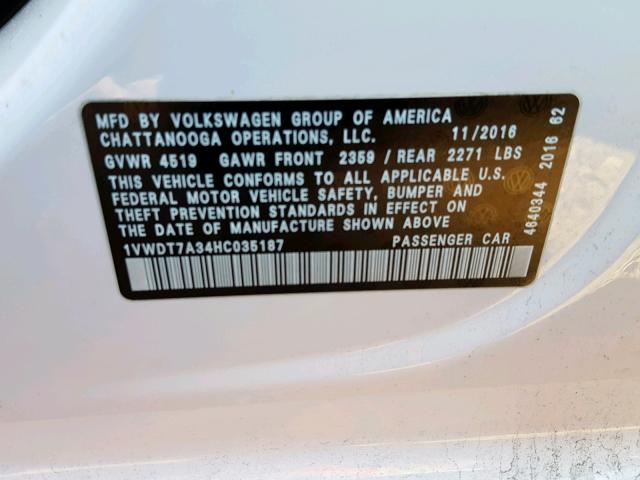 MFD BY VOLKSWAGEN GROUP OF AMERICA
CHATTANOOGA OPERATIONS, LLC. 11/2016
GVWR 4519 GAWR FRONT 2359 / REAR 2271 LBS
THIS VEHICLE CONFORMS TO ALL APPLICABLE U.S.
FEDERAL MOTOR VEHICLE SAFETY, BUMPER AND
THEFT PREVENTION STANDARDS IN EFFECT ON
THE DATE OF MANUFACTURE SHOWN ABOVE.
1VWDT7A34HC035187 PASSENGER CAR
4640344 2016 62